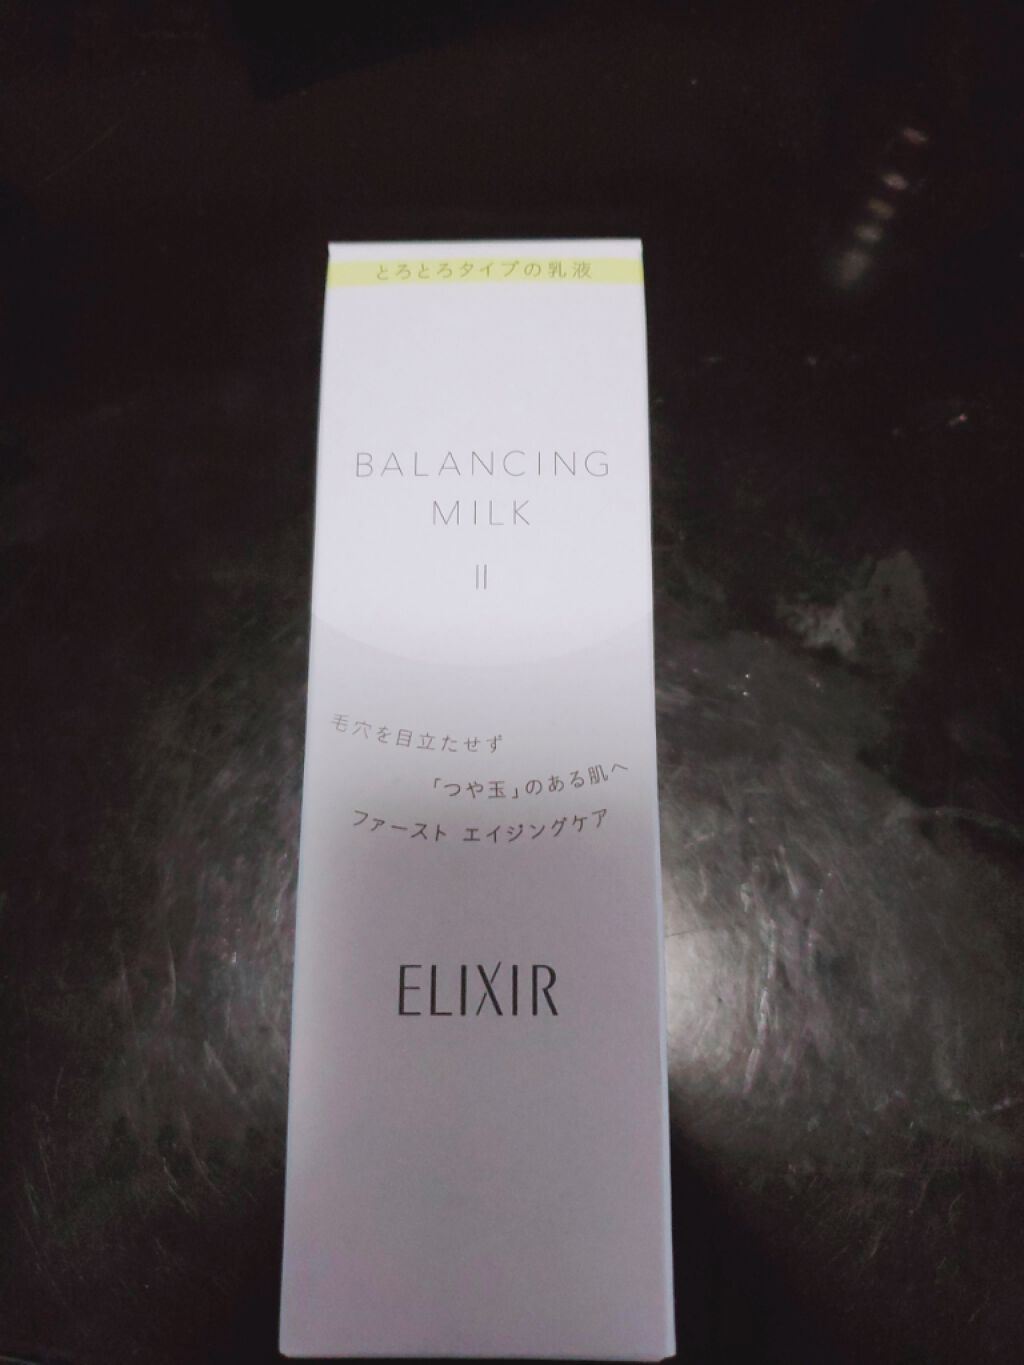 とろとろタイプの乳液
BALANCING
MILK
II
毛穴を目立たせず
「つや玉」のある肌へ
ファースト エイジングケア
ELIXIR